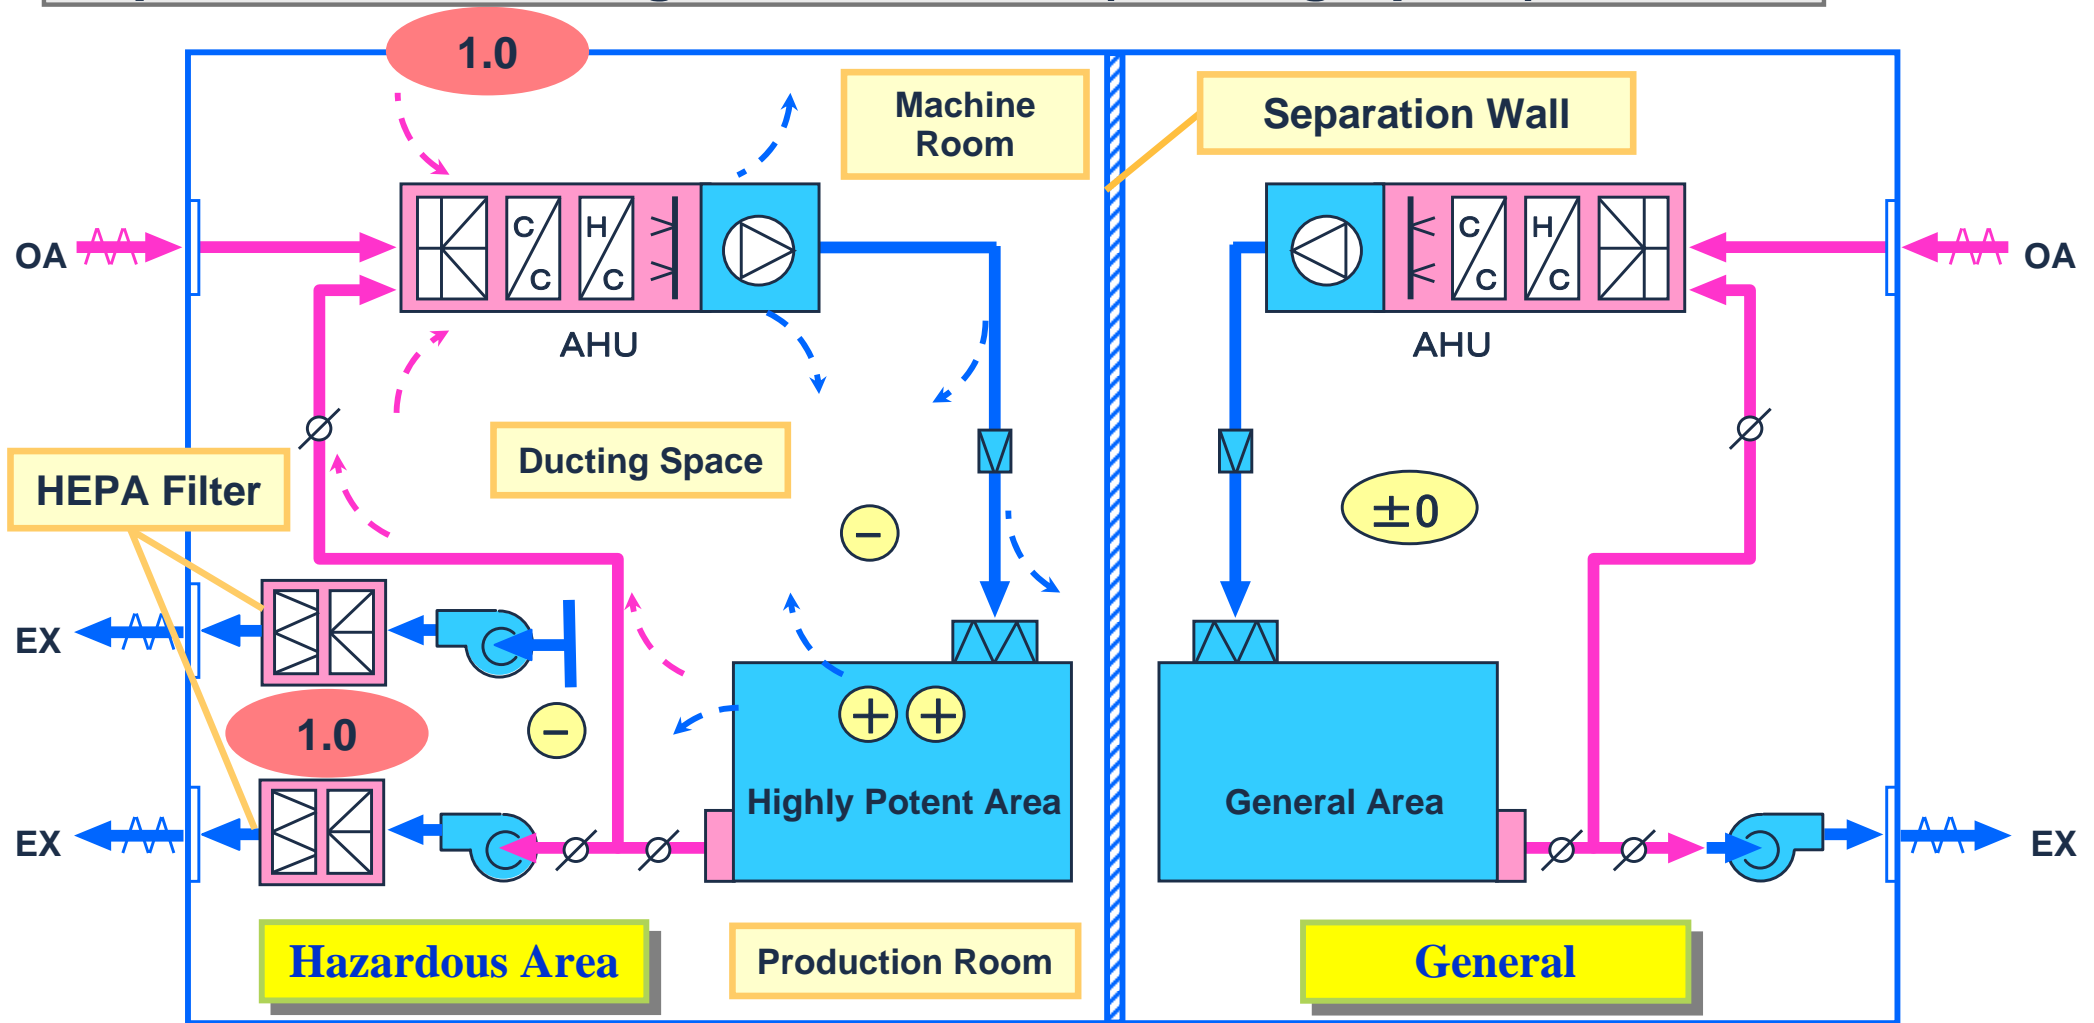 1.0
Machine
Room
Separation Wall
OA
C
C
H
C
C
C
H
C
OA
AHU
AHU
Ducting Space
HEPA Filter
−
±0
EX
−
+ +
1.0
Highly Potent Area
General Area
EX
EX
Hazardous Area
Production Room
General